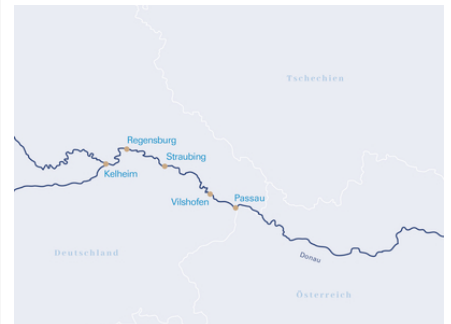 Tschechien
Regensburg
Straubing
Kelheim
Vilshofen
Passau
Deutschland
Donau
Österreich